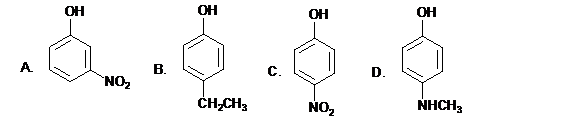 A. OH NO₂
B. OH CH₂CH₃
C. OH NO₂
D. OH NHCH₃